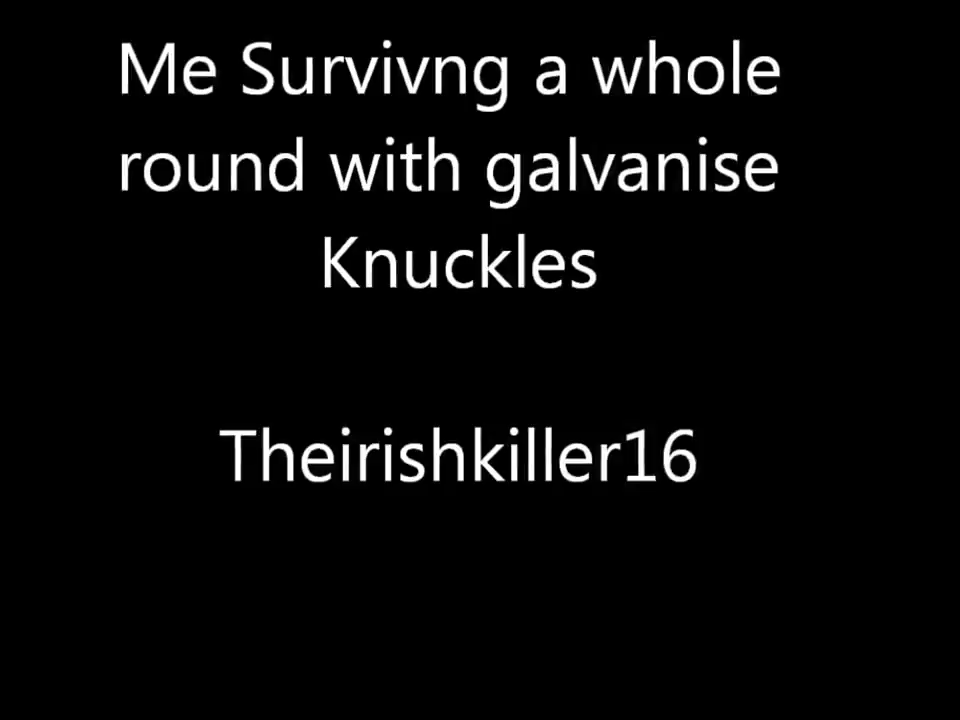 Me Survivng a whole
round with galvanise
Knuckles
Theirishkiller16